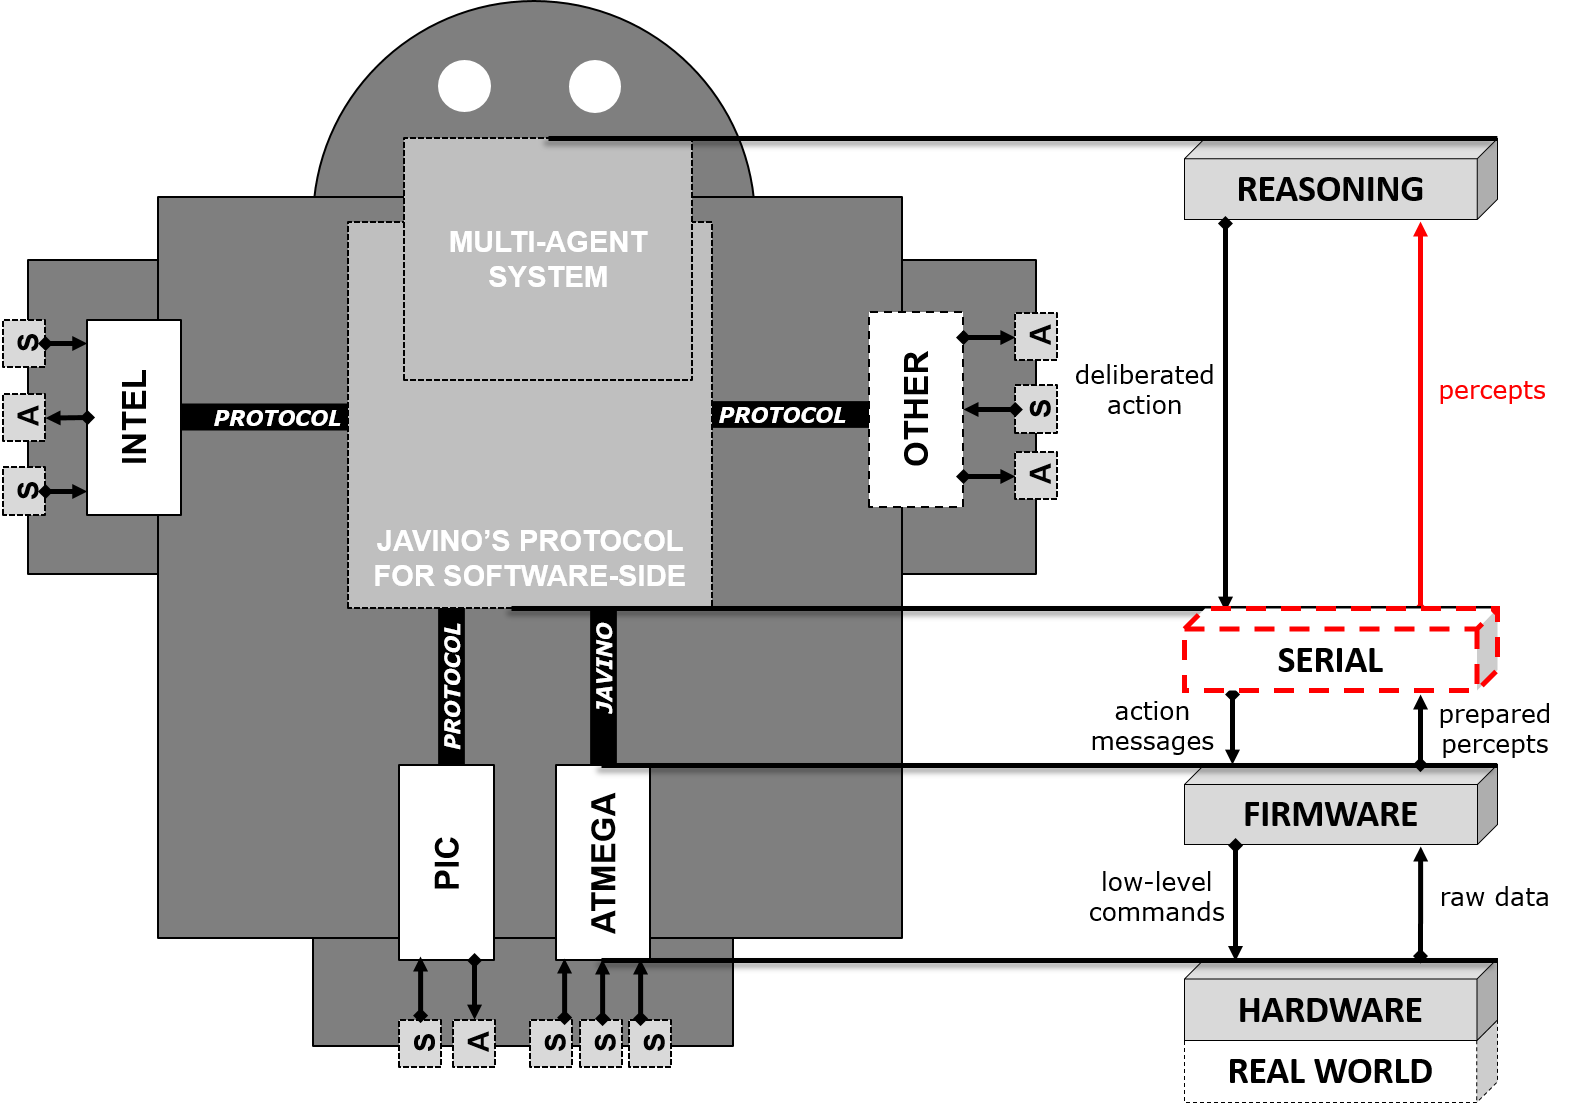 REASONING
MULTI-AGENT
SYSTEM
S
A
S
INTEL
PROTOCOL
PROTOCOL
OTHER
A
S
A
deliberated
action
percepts
JAVINO'S PROTOCOL
FOR SOFTWARE-SIDE
PROTOCOL
JAVINO
SERIAL
action
messages
prepared
percepts
PIC
ATMEGA
FIRMWARE
low-level
commands
raw data
S
A
S
S
S
HARDWARE
REAL WORLD